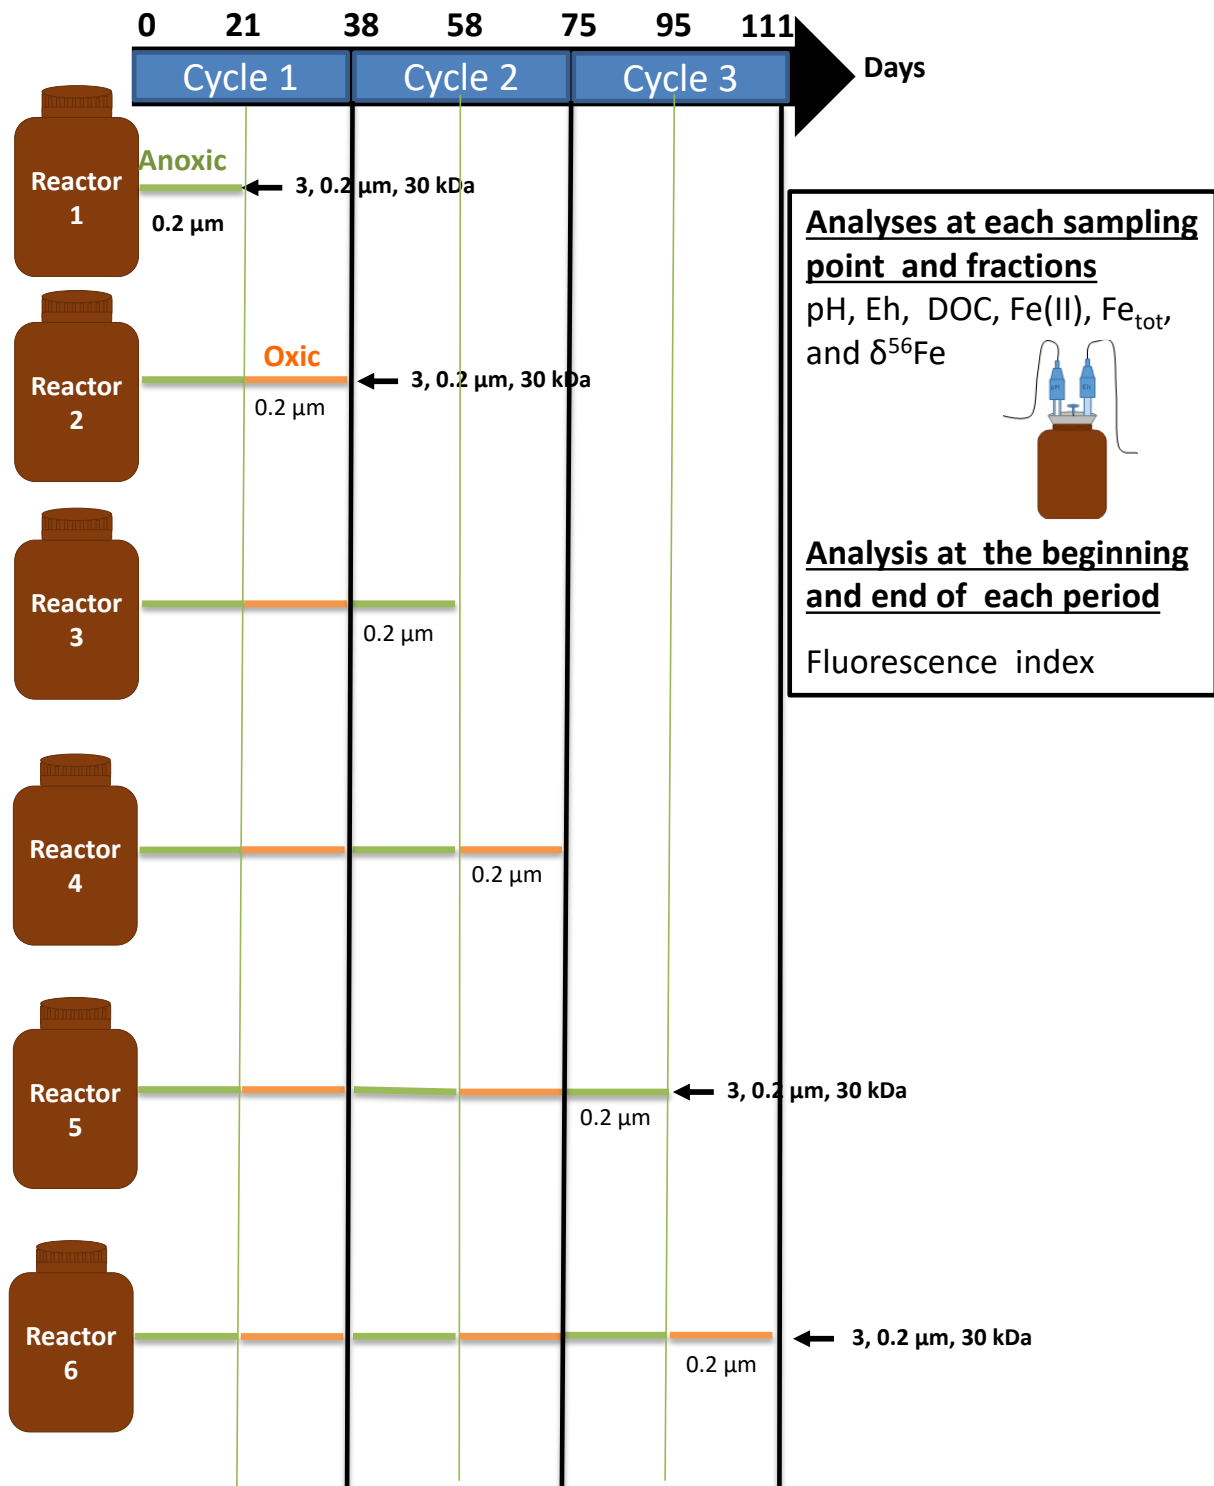 0 21 38 58 75 95 111
Cycle 1 Cycle 2 Cycle 3
Days
Anoxic
Reactor
1
3, 0.2 µm, 30 kDa
0.2 µm
Analyses at each sampling
point and fractions
pH, Eh, DOC, Fe(II), Fetot,
and δ56Fe
pH Eh
Analysis at the beginning
and end of each period
Fluorescence index
Reactor
2
Oxic
3, 0.2 µm, 30 kDa
0.2 µm
Reactor
3
0.2 µm
Reactor
4
0.2 µm
Reactor
5
3, 0.2 µm, 30 kDa
0.2 µm
Reactor
6
3, 0.2 µm, 30 kDa
0.2 µm